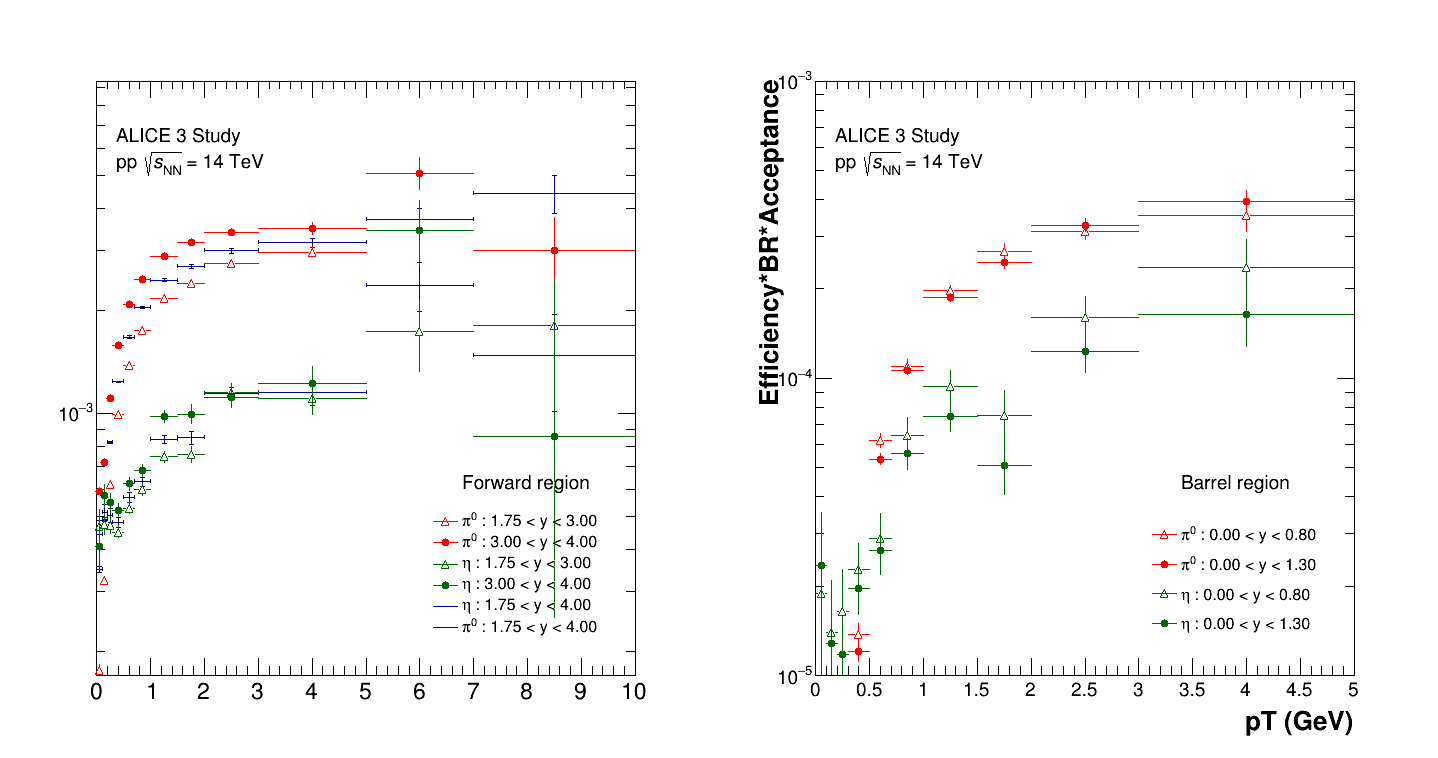 ALICE 3 Study
pp √s_NN = 14 TeV
10⁻³
Forward region
π⁰ : 1.75 < y < 3.00
π⁰ : 3.00 < y < 4.00
η : 1.75 < y < 3.00
η : 3.00 < y < 4.00
η : 1.75 < y < 4.00
π⁰ : 1.75 < y < 4.00
0 1 2 3 4 5 6 7 8 9 10
Efficiency*BR*Acceptance
10⁻³
ALICE 3 Study
pp √s_NN = 14 TeV
10⁻⁴
Barrel region
π⁰ : 0.00 < y < 0.80
π⁰ : 0.00 < y < 1.30
η : 0.00 < y < 0.80
η : 0.00 < y < 1.30
10⁻⁵
0 0.5 1 1.5 2 2.5 3 3.5 4 4.5 5
pT (GeV)